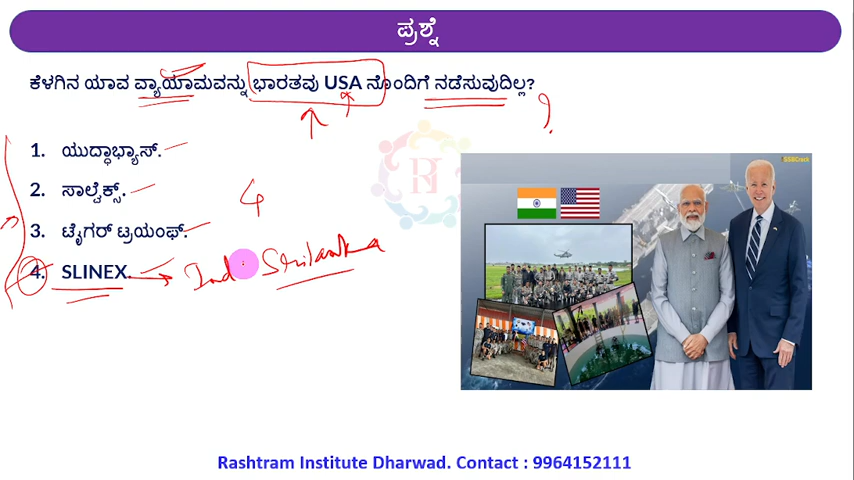 ಪ್ರಶ್ನೆ
ಕೆಳಗಿನ ಯಾವ ವ್ಯಾಯಾಮವನ್ನು ಭಾರತವು USA ನೊಂದಿಗೆ ನಡೆಸುವುದಿಲ್ಲ?
1. ಯುದ್ಧಾಭ್ಯಾಸ್.
2. ಸಾಲ್ವೆಕ್ಸ್.
4
3. ಟೈಗರ್ ಟ್ರಯಂಫ್.
4. SLINEX. Ind Srilanka
SSBCrack
Rashtram Institute Dharwad. Contact : 9964152111